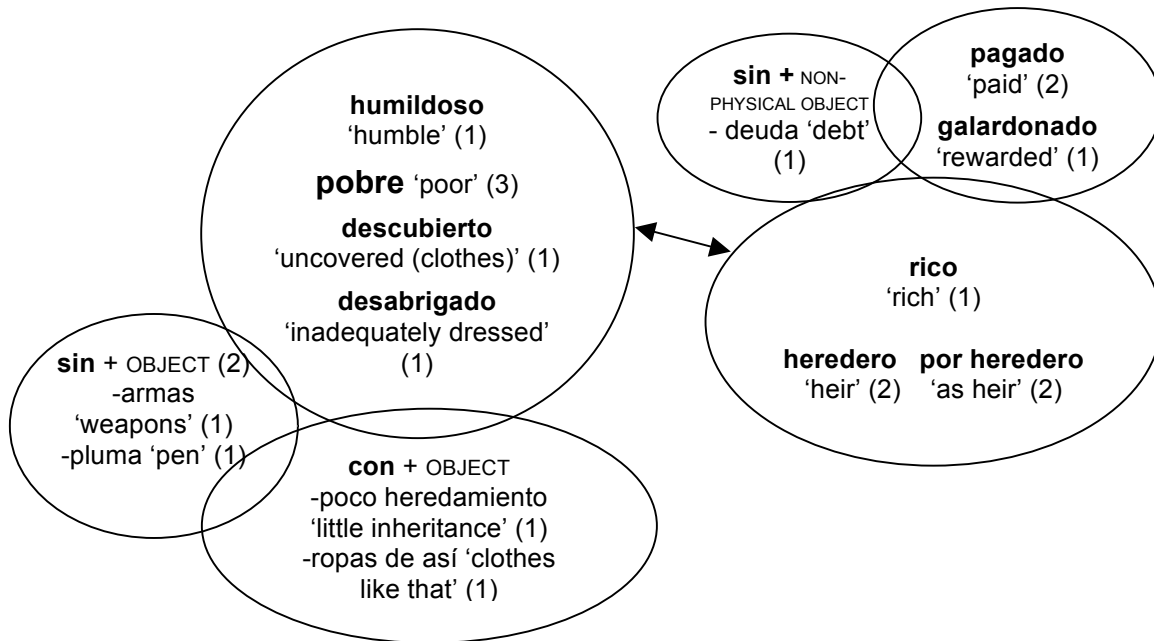 humildoso
‘humble’ (1)
pobre ‘poor’ (3)
descubierto
‘uncovered (clothes)’ (1)
desabrigado
‘inadequately dressed’
(1)
sin + OBJECT (2)
-armas
‘weapons’ (1)
-pluma ‘pen’ (1)
con + OBJECT
-poco heredamiento
‘little inheritance’ (1)
-ropas de así ‘clothes
like that’ (1)
sin + NON-
PHYSICAL OBJECT
- deuda ‘debt’
(1)
pagado
‘paid’ (2)
galardonado
‘rewarded’ (1)
rico
‘rich’ (1)
heredero por heredero
‘heir’ (2) ‘as heir’ (2)